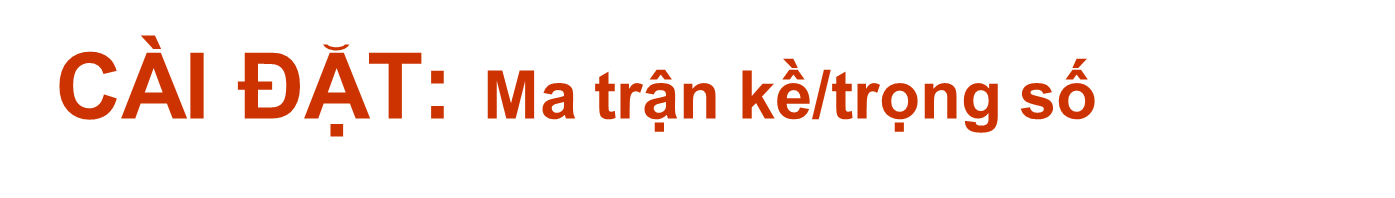 CÀI ĐẶT: Ma trận kề/trọng số